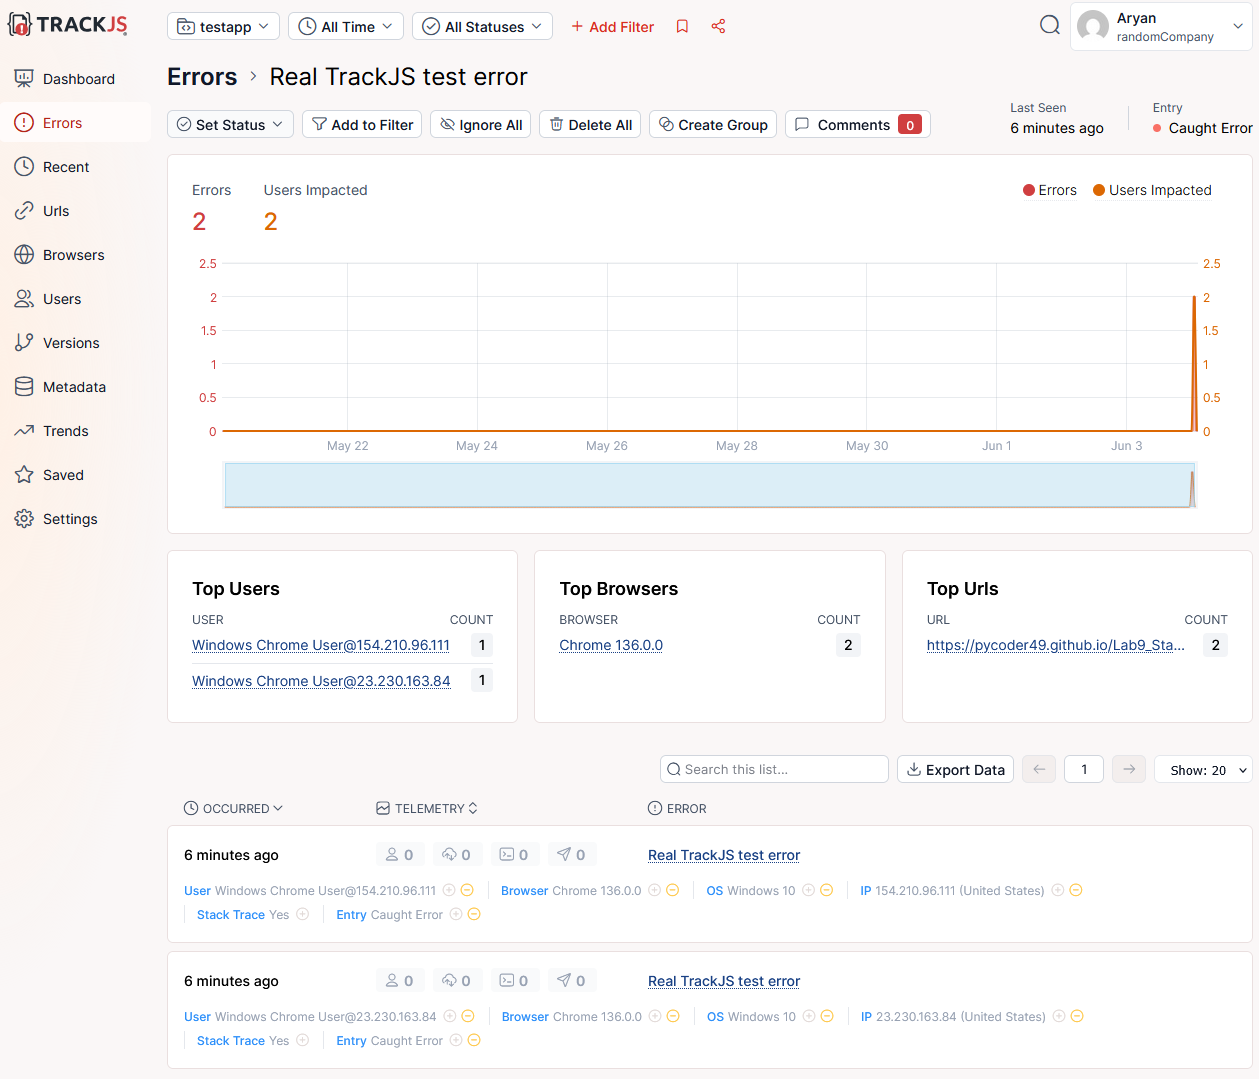 TRACKJS
testapp
All Time
All Statuses
+ Add Filter
Aryan
randomCompany
Dashboard
Errors
Recent
Urls
Browsers
Users
Versions
Metadata
Trends
Saved
Settings
Errors > Real TrackJS test error
Set Status
Add to Filter
Ignore All
Delete All
Create Group
Comments 0
Last Seen
6 minutes ago
Entry
Caught Error
Errors
2
Users Impacted
2
Errors
Users Impacted
2.5
2
1.5
1
0.5
0
2.5
2
1.5
1
0.5
0
May 22
May 24
May 26
May 28
May 30
Jun 1
Jun 3
Top Users
USER COUNT
Windows Chrome User@154.210.96.111 1
Windows Chrome User@23.230.163.84 1
Top Browsers
BROWSER COUNT
Chrome 136.0.0 2
Top Urls
URL COUNT
https://pycoder49.github.io/Lab9_Sta... 2
Search this list...
Export Data
1
Show: 20
OCCURRED TELEMETRY ERROR
6 minutes ago 0 0 0 0 Real TrackJS test error
User Windows Chrome User@154.210.96.111 Browser Chrome 136.0.0 OS Windows 10 IP 154.210.96.111 (United States)
Stack Trace Yes Entry Caught Error
6 minutes ago 0 0 0 0 Real TrackJS test error
User Windows Chrome User@23.230.163.84 Browser Chrome 136.0.0 OS Windows 10 IP 23.230.163.84 (United States)
Stack Trace Yes Entry Caught Error